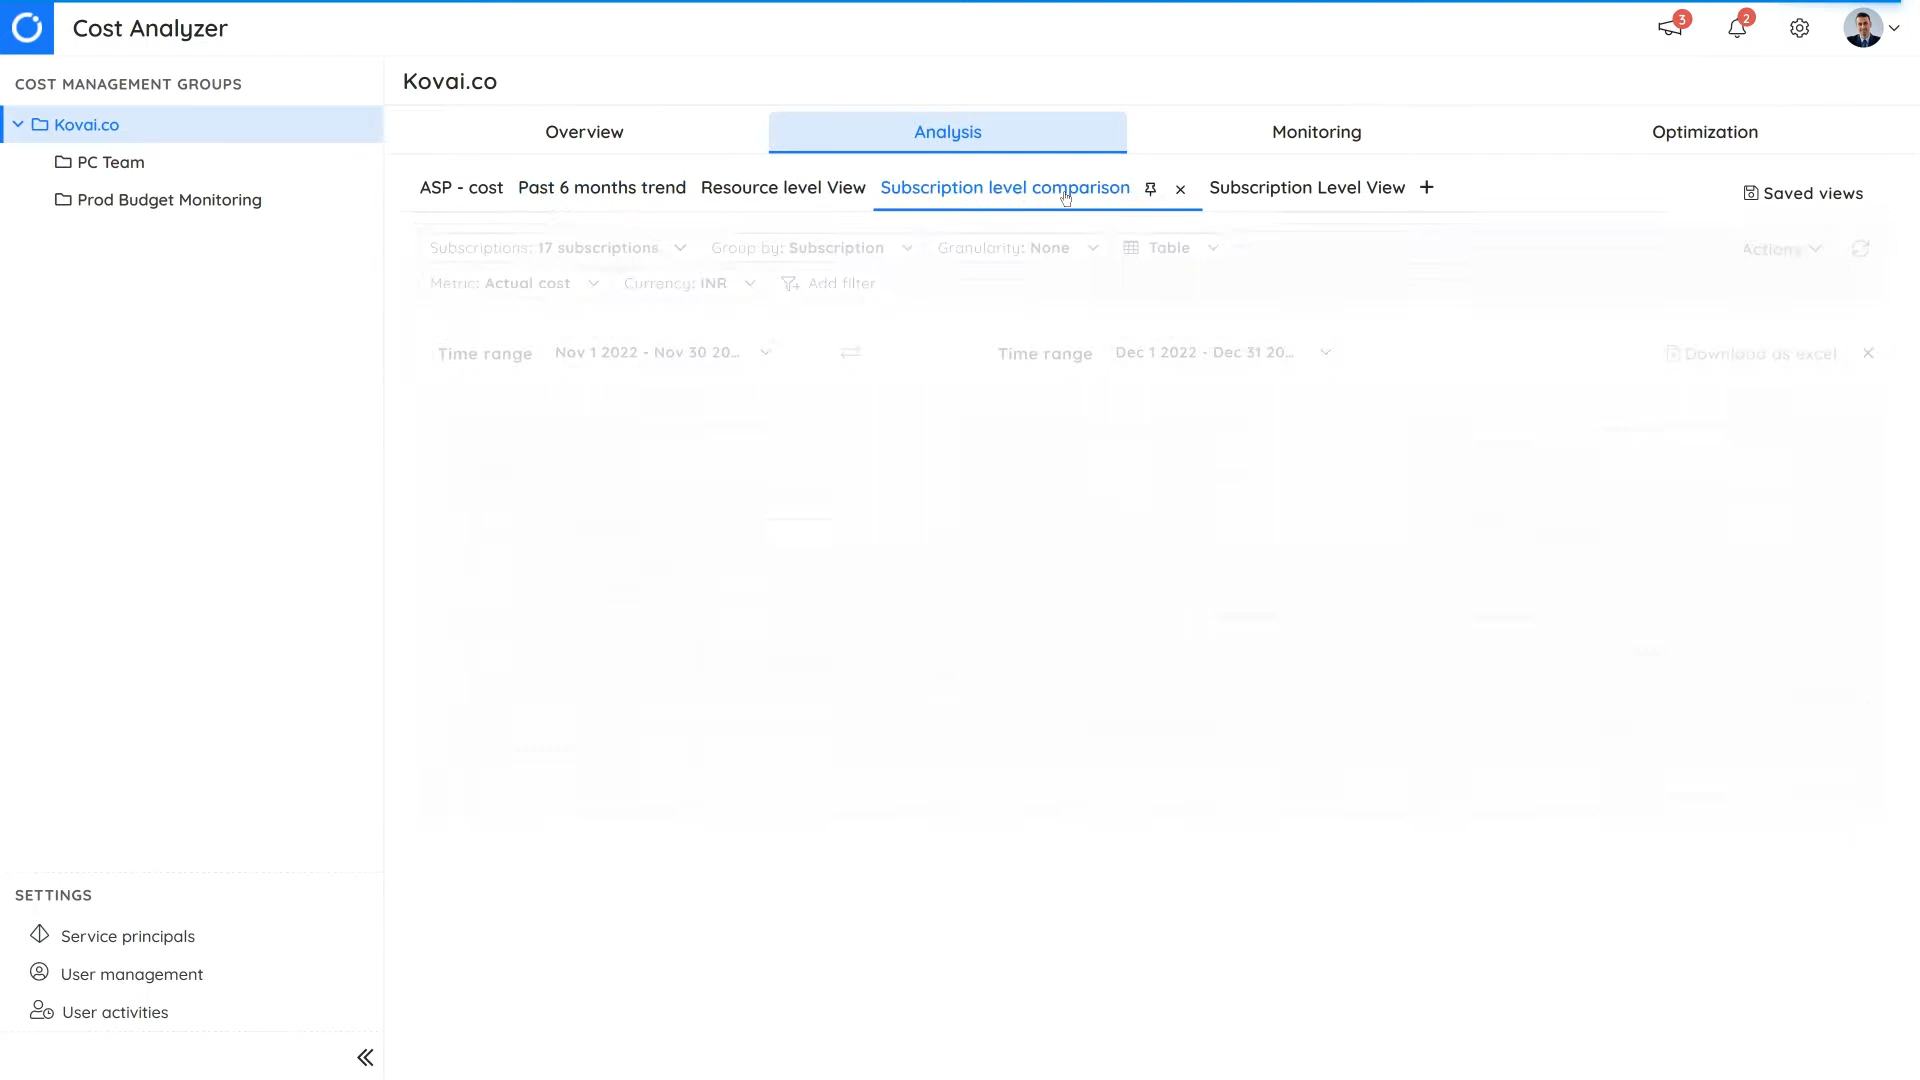 Cost Analyzer
3
2
COST MANAGEMENT GROUPS
Kovai.co
PC Team
Prod Budget Monitoring
Kovai.co
Overview
Analysis
Monitoring
Optimization
ASP - cost
Past 6 months trend
Resource level View
Subscription level comparison
Subscription Level View
Saved views
Subscriptions: 17 subscriptions
Group by: Subscription
Granularity: None
Table
Actions
Metric: Actual cost
Currency: INR
Add filter
Time range
Nov 1 2022 - Nov 30 20...
Time range
Dec 1 2022 - Dec 31 20...
Download as excel
SETTINGS
Service principals
User management
User activities